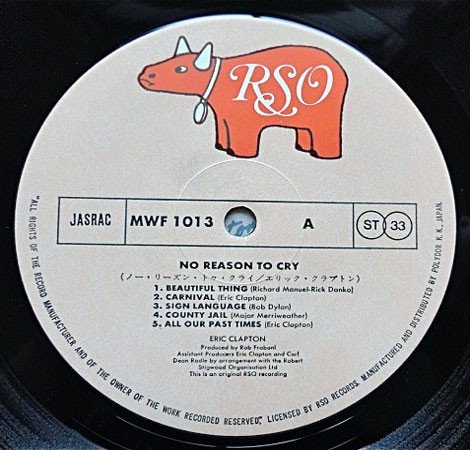 RSO
JASRAC
MWF 1013
A
ST 33
NO REASON TO CRY
(ノー・リーズン・トゥ・クライ/エリック・クラプトン)
1. BEAUTIFUL THING (Richard Manuel-Rick Danko)
2. CARNIVAL (Eric Clapton)
3. SIGN LANGUAGE (Bob Dylan)
4. COUNTY JAIL (Major Merriweather)
5. ALL OUR PAST TIMES (Eric Clapton)
ERIC CLAPTON
Produced by Rob Fraboni
Assistant Producers Eric Clapton and Carl
Dean Radle by arrangement with the Robert
Stigwood Organisation Ltd
This is an original RSO recording
"ALL RIGHTS OF THE RECORD MANUFACTURER AND OF THE OWNER OF THE WORK RECORDED RESERVED", LICENSED BY RSO RECORDS. MANUFACTURED AND DISTRIBUTED BY POLYDOR K. K., JAPAN.